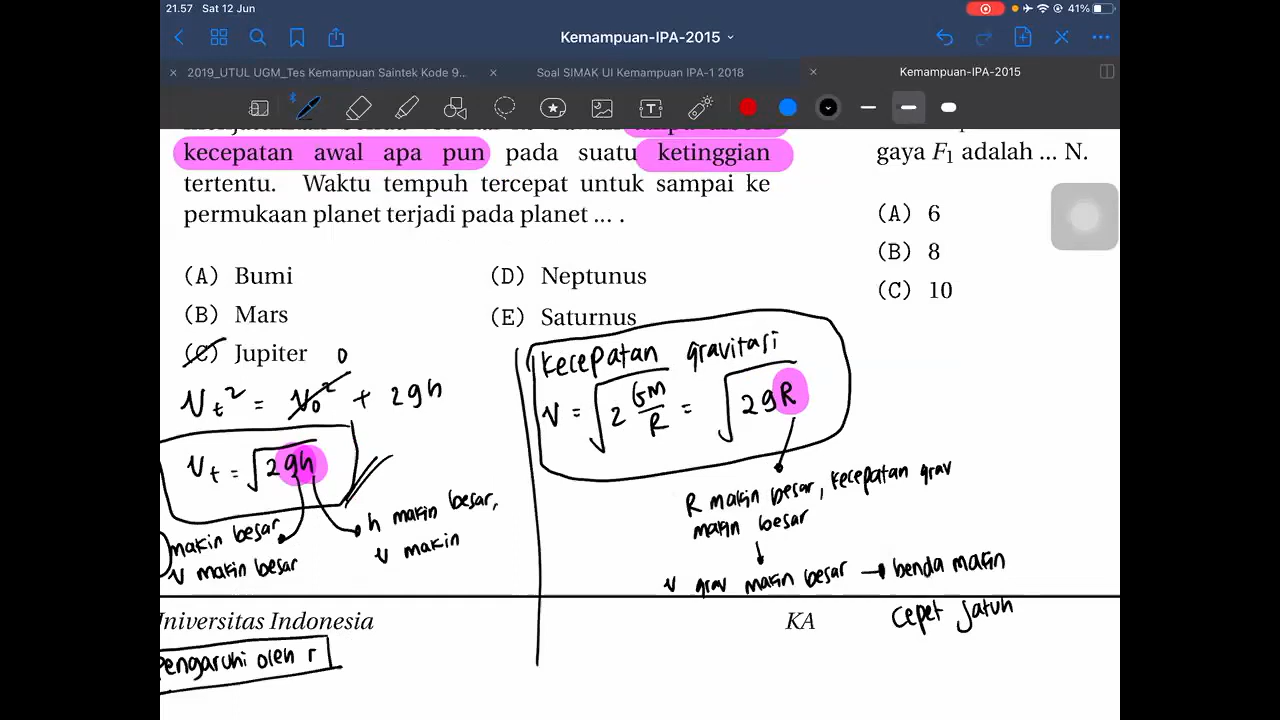 21.57 Sat 12 Jun
41%
Kemampuan-IPA-2015
2019_UTUL UGM_Tes Kemampuan Saintek Kode 9...
Soal SIMAK UI Kemampuan IPA-1 2018
Kemampuan-IPA-2015
kecepatan awal apa pun pada suatu ketinggian
tertentu. Waktu tempuh tercepat untuk sampai ke
permukaan planet terjadi pada planet ... .
(A) Bumi
(B) Mars
(C) Jupiter
(D) Neptunus
(E) Saturnus
gaya F₁ adalah ... N.
(A) 6
(B) 8
(C) 10
0
Vt² = V0² + 2gh
Vt = √2gh
makin besar
v makin besar
h makin besar,
v makin
Kecepatan gravitasi
v = √2 GM/R = √2gR
R makin besar, kecepatan grav
makin besar
v grav makin besar → benda makin
cepet jatuh
Universitas Indonesia
KA
pengaruhi oleh r